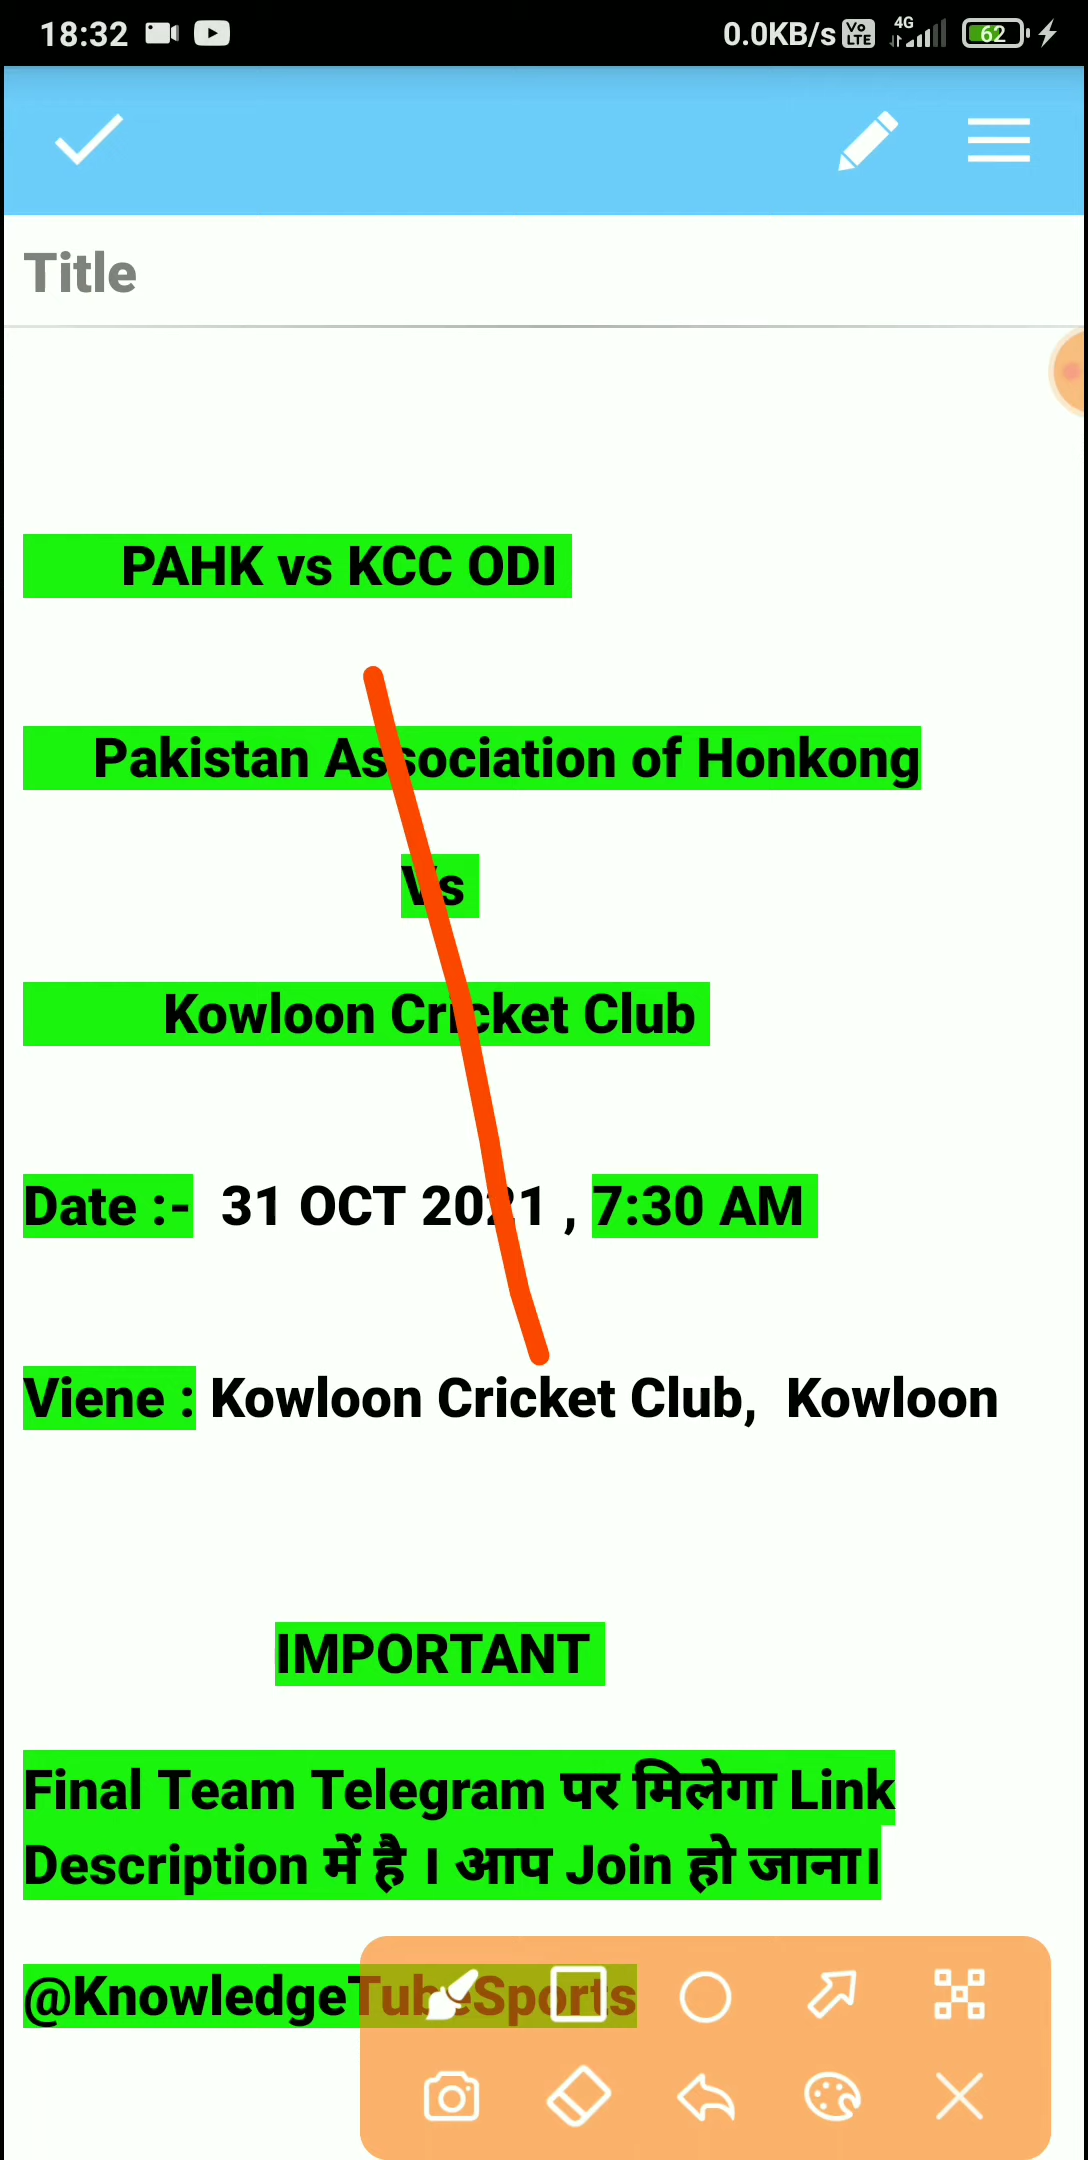 18:32 0.0KB/s Vo LTE 4G 62
Title
PAHK vs KCC ODI
Pakistan Association of Honkong
Vs
Kowloon Cricket Club
Date :- 31 OCT 2021 , 7:30 AM
Viene : Kowloon Cricket Club, Kowloon
IMPORTANT
Final Team Telegram पर मिलेगा Link
Description में है । आप Join हो जाना।
@KnowledgeTubeSports